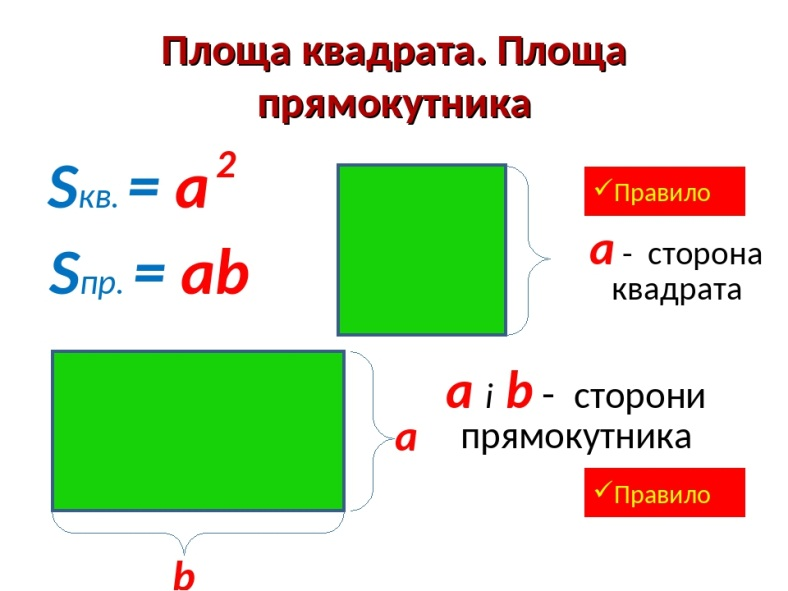 Площа квадрата. Площа
прямокутника
Sкв. = a²
Sпр. = ab
✓Правило
a - сторона
квадрата
a і b - сторони
прямокутника
a
✓Правило
b